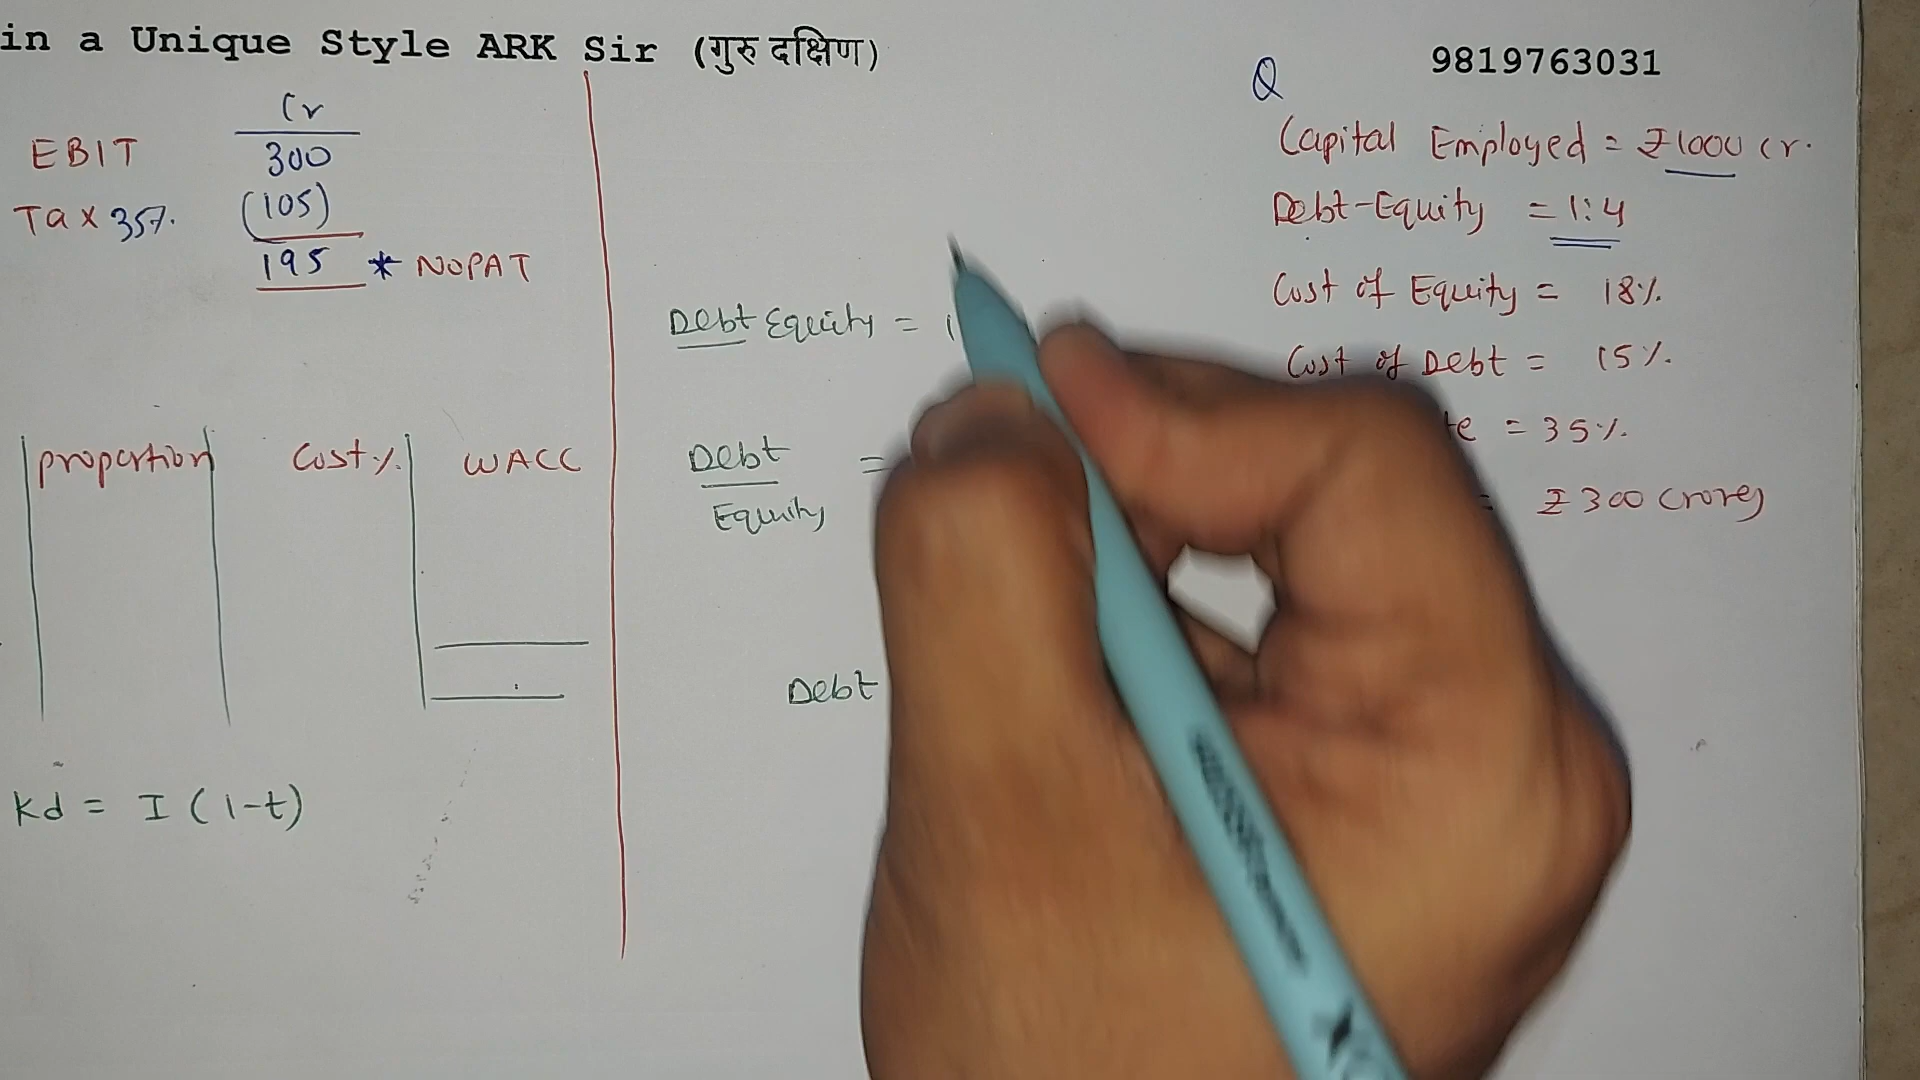 in a Unique Style ARK Sir (गुरु दक्षिण)
9819763031
Cr
EBIT 300
Tax 35%. (105)
195 * NOPAT
proportion Cost %. WACC
Kd = I (1-t)
Debt Equity = 1
Debt =
Equity
Debt
Q
Capital Employed = ₹1000 cr.
Debt-Equity = 1:4
Cost of Equity = 18%.
Cost of Debt = 15%.
= 35%.
= ₹300 Crores